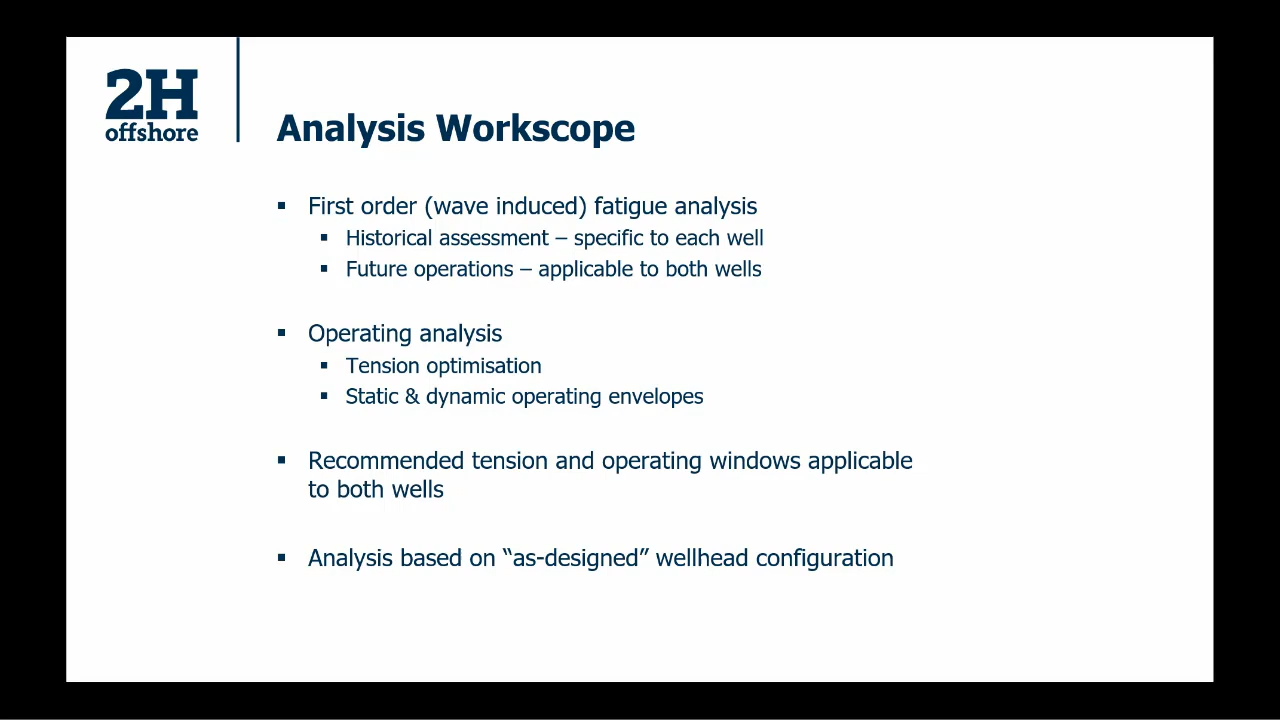 2H
offshore
Analysis Workscope
▪ First order (wave induced) fatigue analysis
▪ Historical assessment – specific to each well
▪ Future operations – applicable to both wells
▪ Operating analysis
▪ Tension optimisation
▪ Static & dynamic operating envelopes
▪ Recommended tension and operating windows applicable
to both wells
▪ Analysis based on “as-designed” wellhead configuration